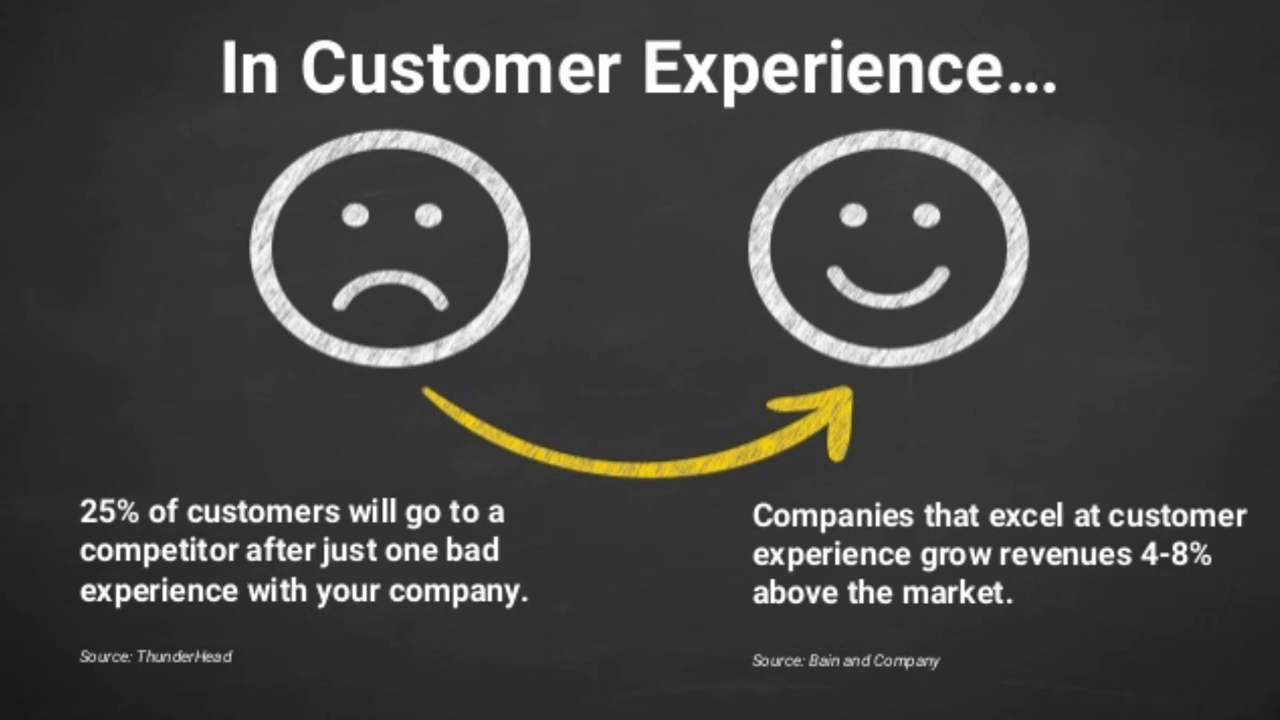 In Customer Experience...
25% of customers will go to a
competitor after just one bad
experience with your company.
Source: ThunderHead
Companies that excel at customer
experience grow revenues 4-8%
above the market.
Source: Bain and Company